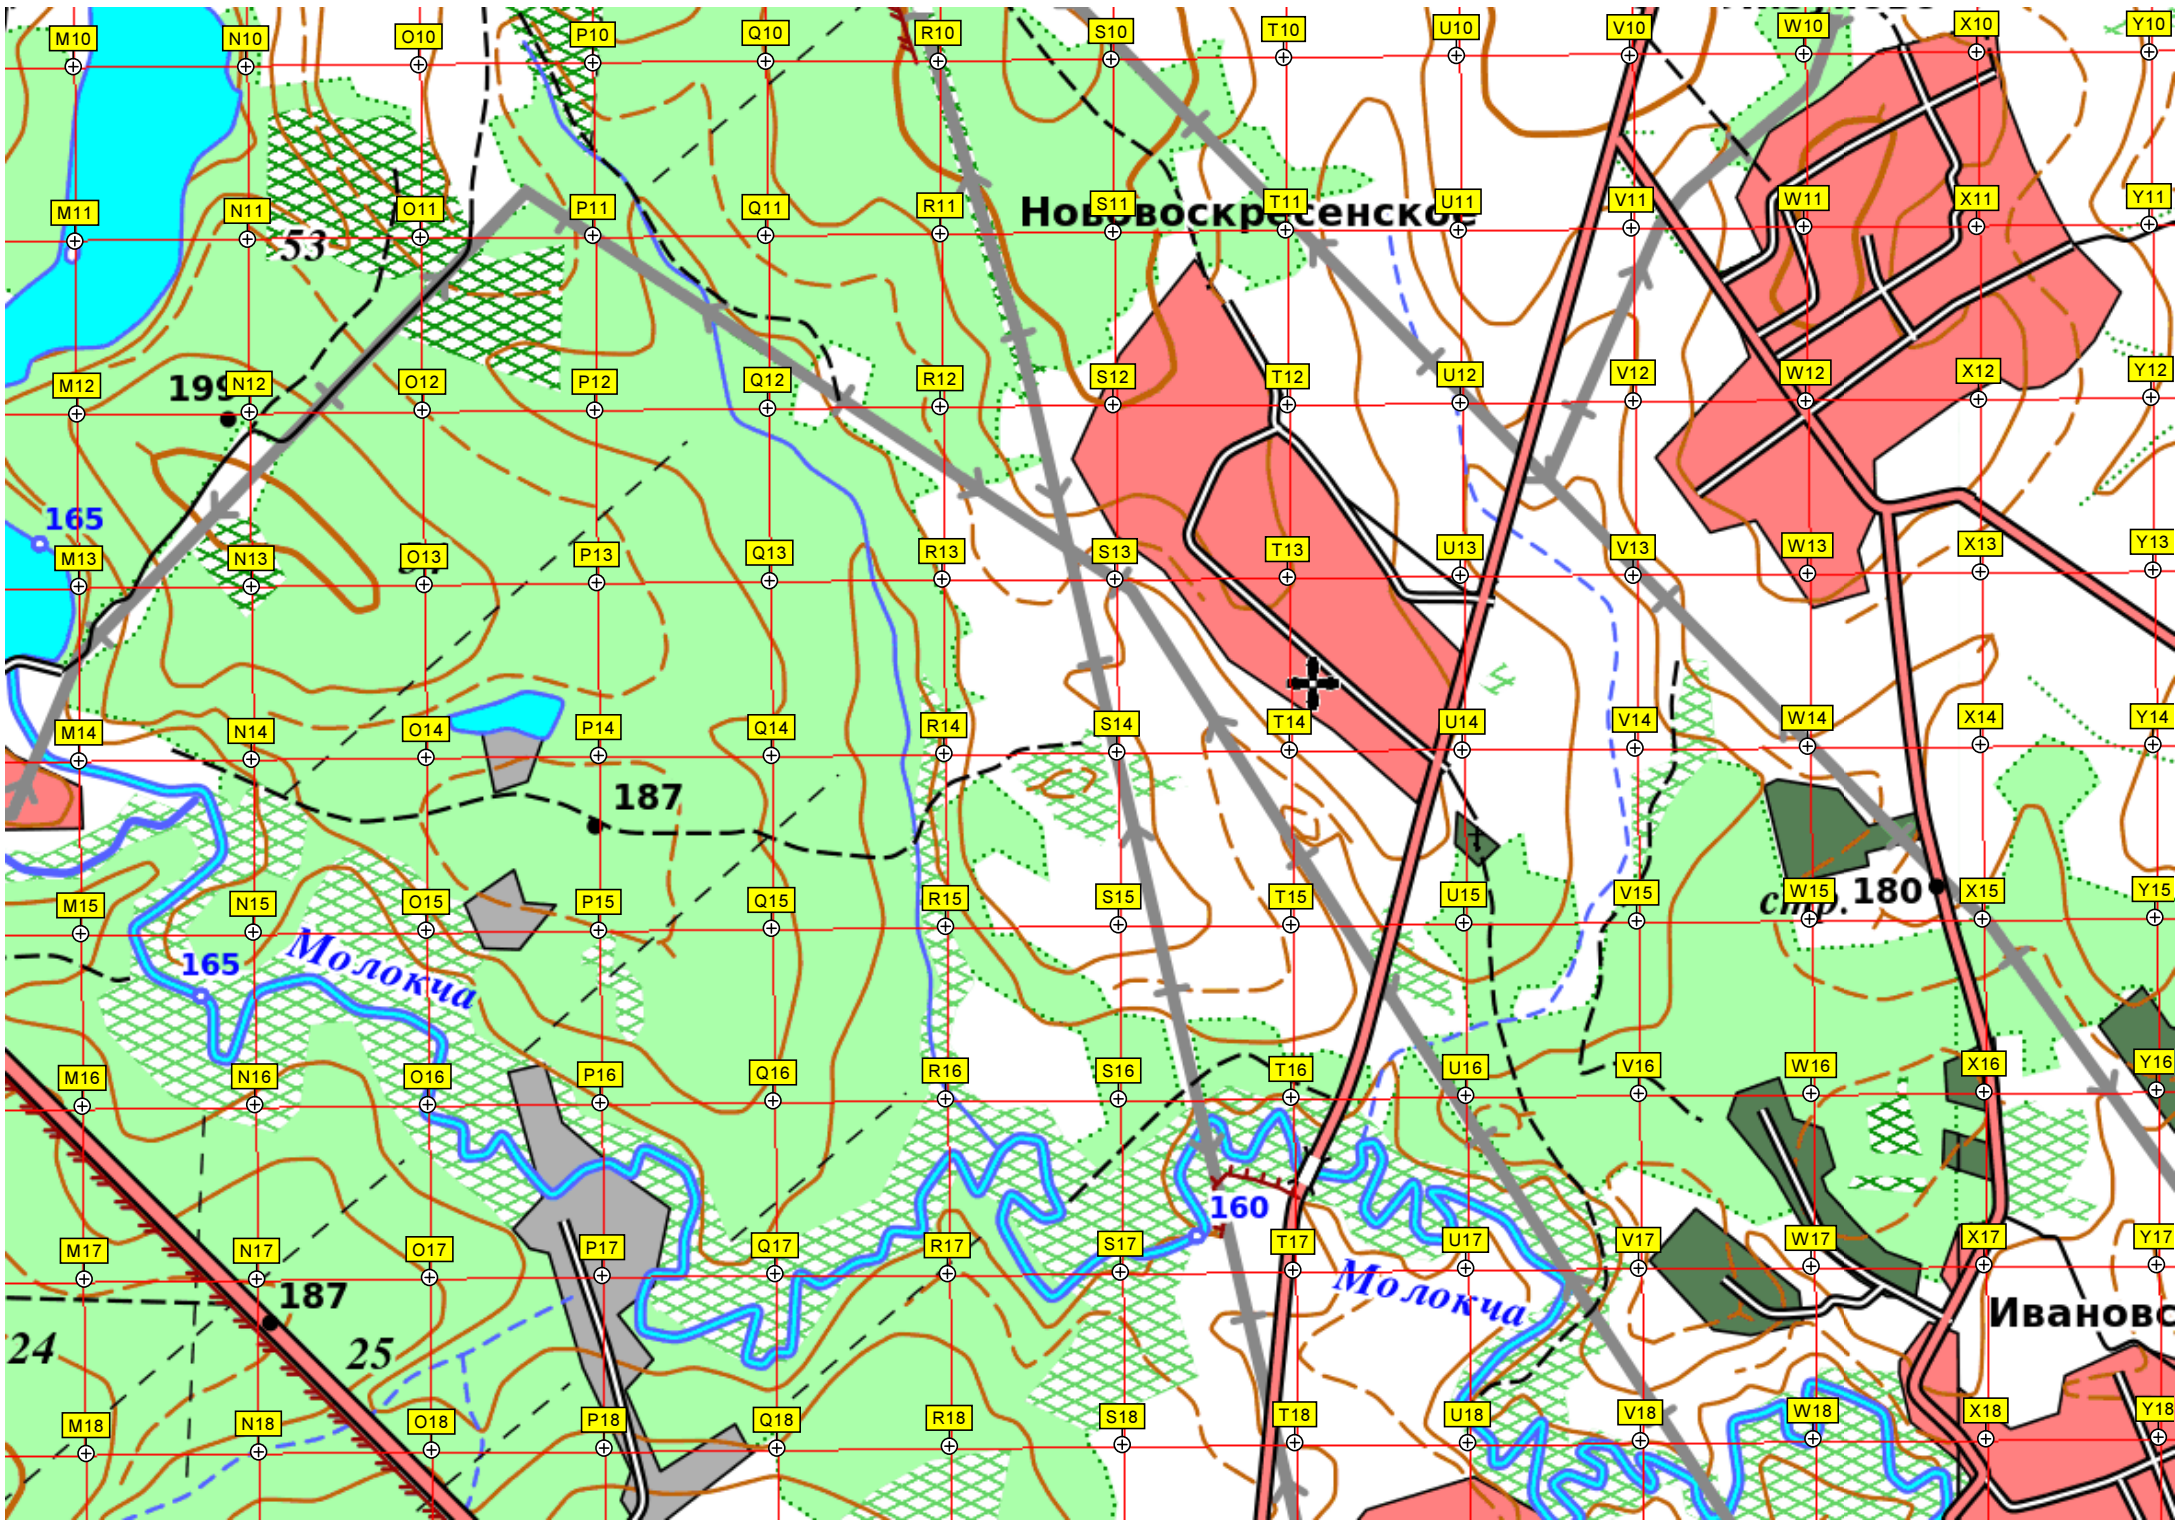 M10 N10 O10 P10 Q10 R10 S10 T10 U10 V10 W10 X10 Y10
M11 N11 O11 P11 Q11 R11 S11 T11 U11 V11 W11 X11 Y11
Нововоскресенское
53
M12 N12 O12 P12 Q12 R12 S12 T12 U12 V12 W12 X12 Y12
199
165
M13 N13 O13 P13 Q13 R13 S13 T13 U13 V13 W13 X13 Y13
M14 N14 O14 P14 Q14 R14 S14 T14 U14 V14 W14 X14 Y14
187
M15 N15 O15 P15 Q15 R15 S15 T15 U15 V15 W15 X15 Y15
стр. 180
165
Молокча
M16 N16 O16 P16 Q16 R16 S16 T16 U16 V16 W16 X16 Y16
160
M17 N17 O17 P17 Q17 R17 S17 T17 U17 V17 W17 X17 Y17
187
Молокча
Ивановс
24
25
M18 N18 O18 P18 Q18 R18 S18 T18 U18 V18 W18 X18 Y18